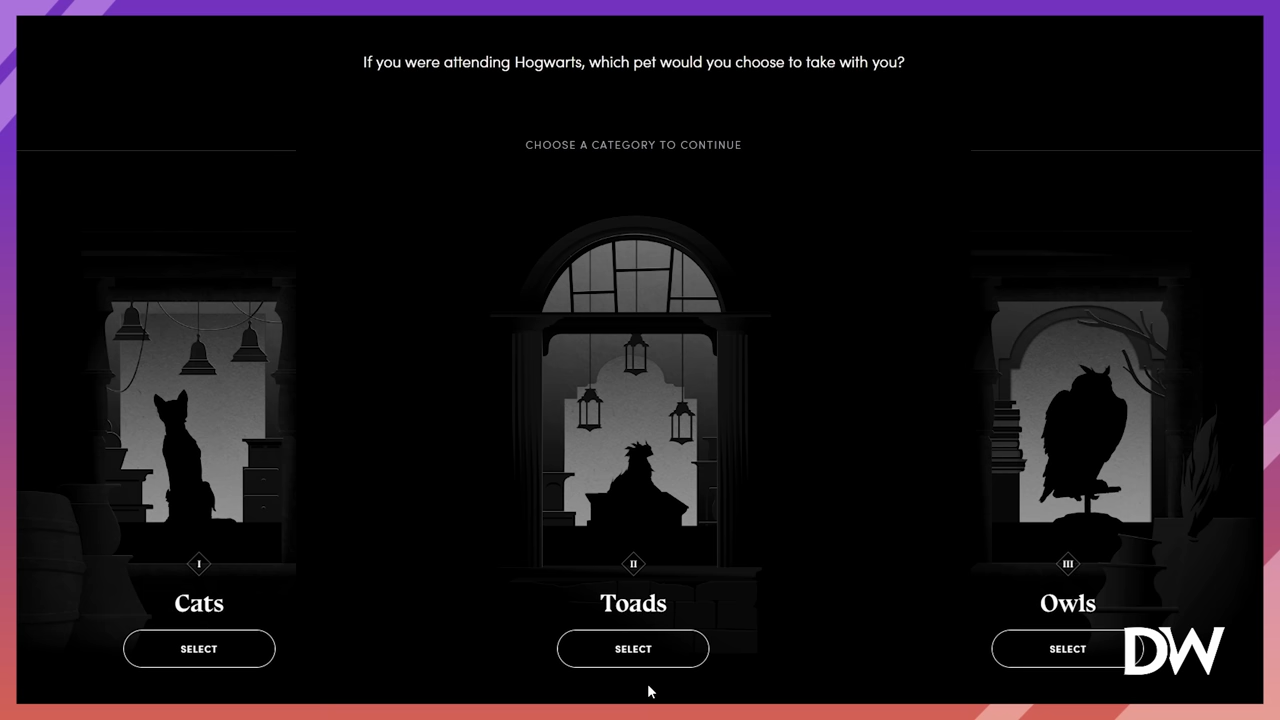 If you were attending Hogwarts, which pet would you choose to take with you?
CHOOSE A CATEGORY TO CONTINUE
I
II
III
Cats
Toads
Owls
SELECT
SELECT
SELECT
DW